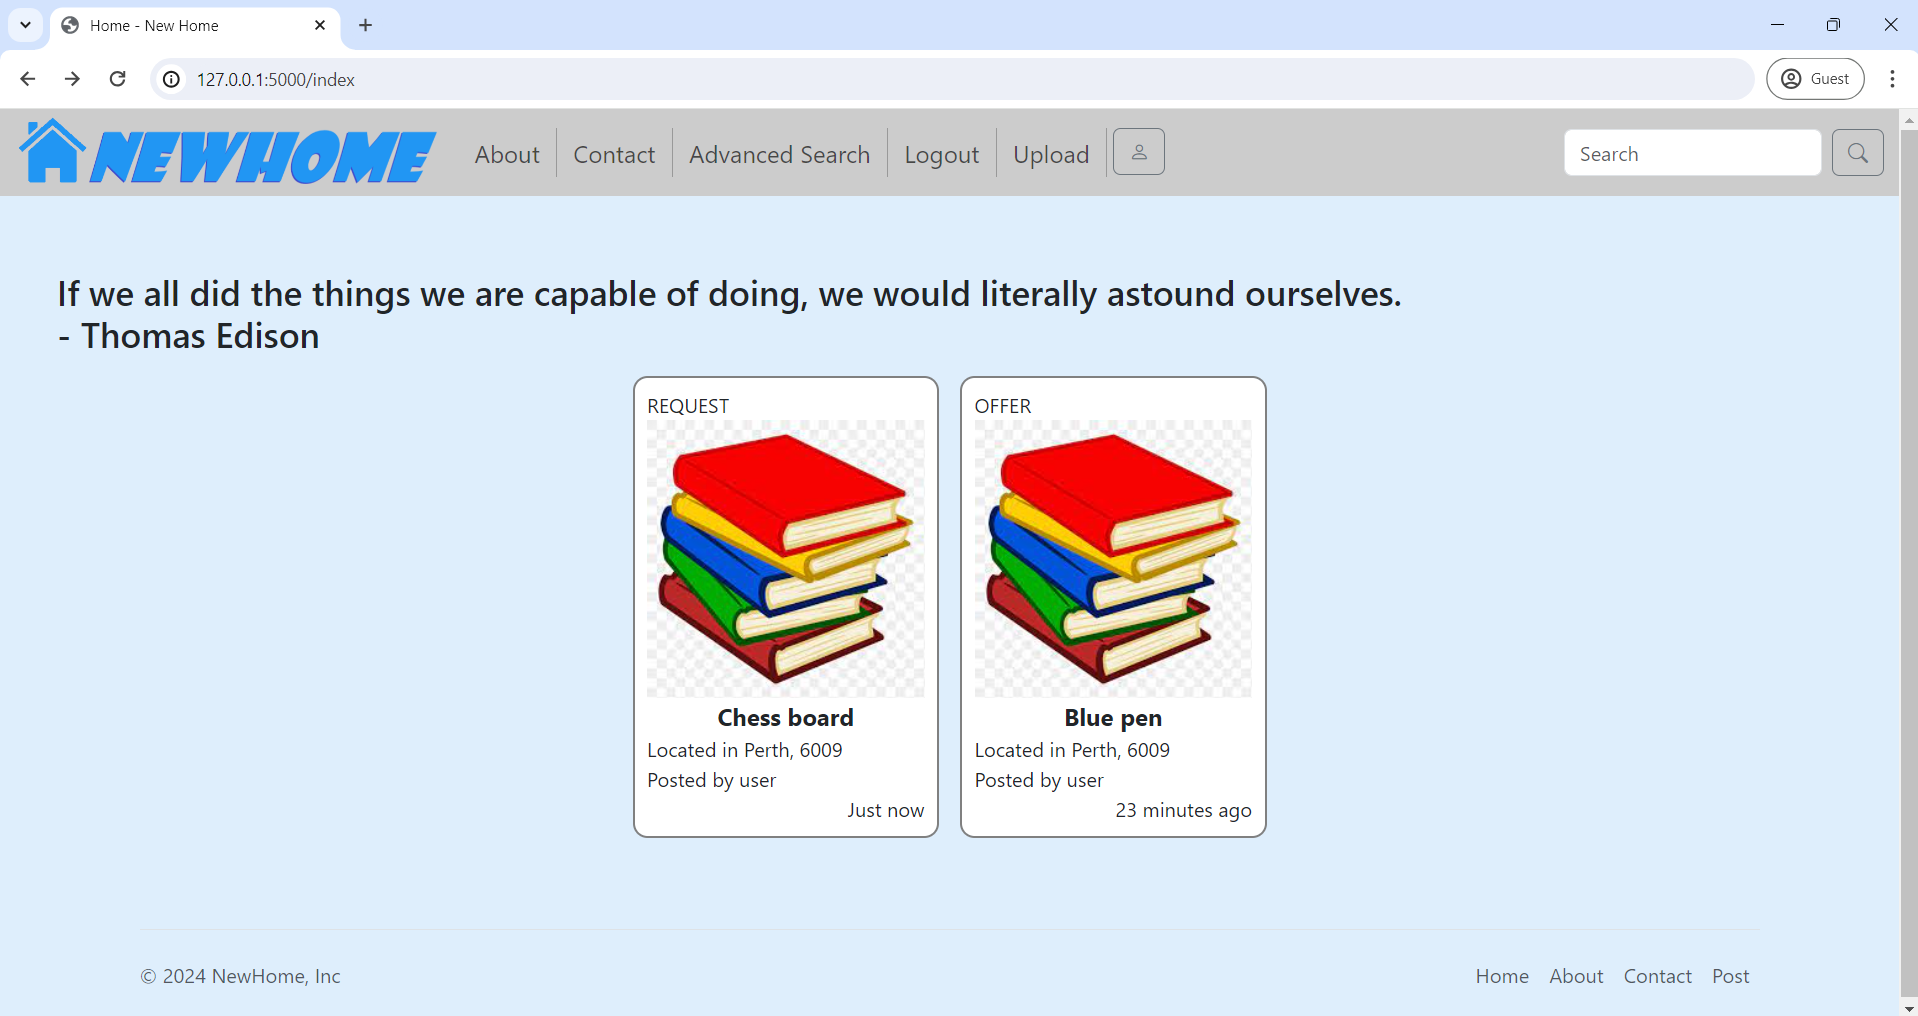 Home - New Home
127.0.0.1:5000/index
Guest
NEWHOME
About
Contact
Advanced Search
Logout
Upload
Search
If we all did the things we are capable of doing, we would literally astound ourselves.
- Thomas Edison
REQUEST
Chess board
Located in Perth, 6009
Posted by user
Just now
OFFER
Blue pen
Located in Perth, 6009
Posted by user
23 minutes ago
© 2024 NewHome, Inc
Home
About
Contact
Post